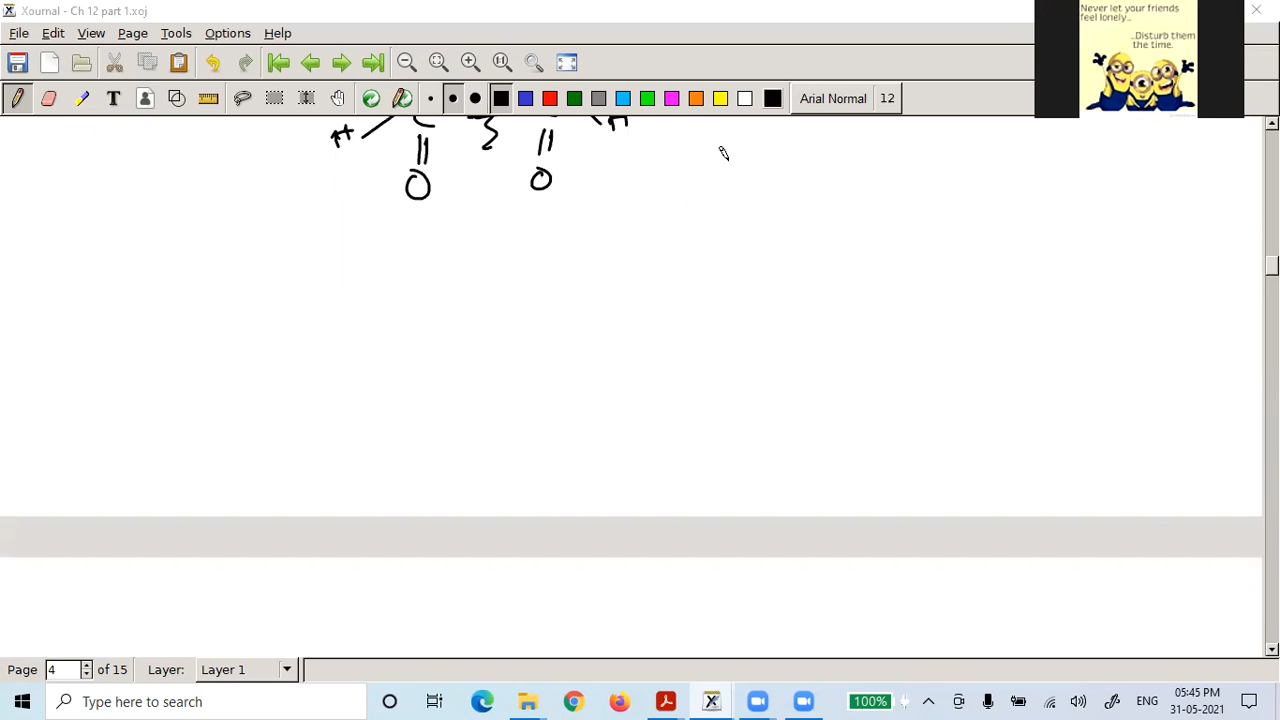 Xournal - Ch 12 part 1.xoj
File Edit View Page Tools Options Help
Never let your friends
feel lonely...
..Disturb them
the time.
Arial Normal 12
H H
O O
Page 4 of 15 Layer: Layer 1
Type here to search
100%
ENG
05:45 PM
31-05-2021